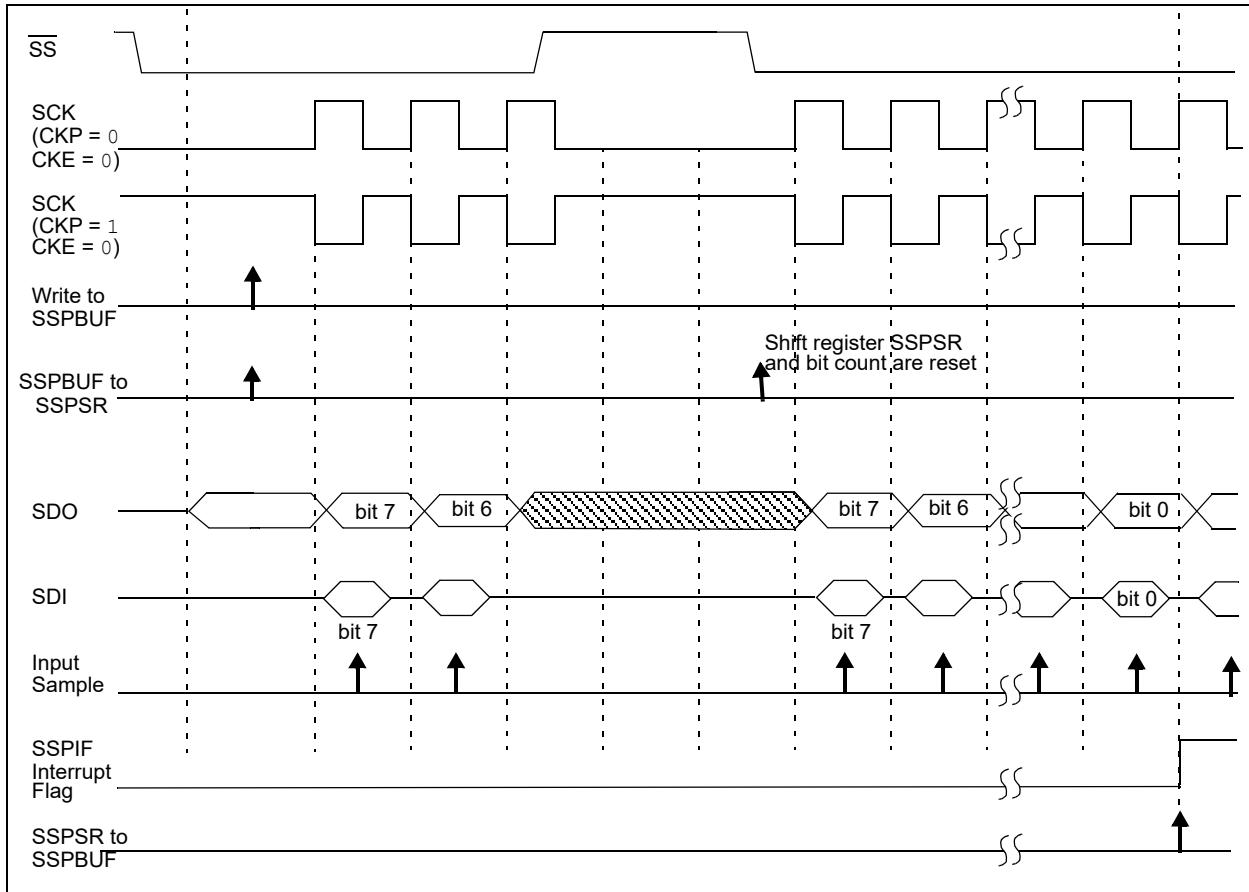 SS
SCK
(CKP = 0
CKE = 0)
SCK
(CKP = 1
CKE = 0)
Write to
SSPBUF
Shift register SSPSR
and bit count are reset
SSPBUF to
SSPSR
SDO
bit 7
bit 6
bit 7
bit 6
bit 0
SDI
bit 0
bit 7
bit 7
Input
Sample
SSPIF
Interrupt
Flag
SSPSR to
SSPBUF